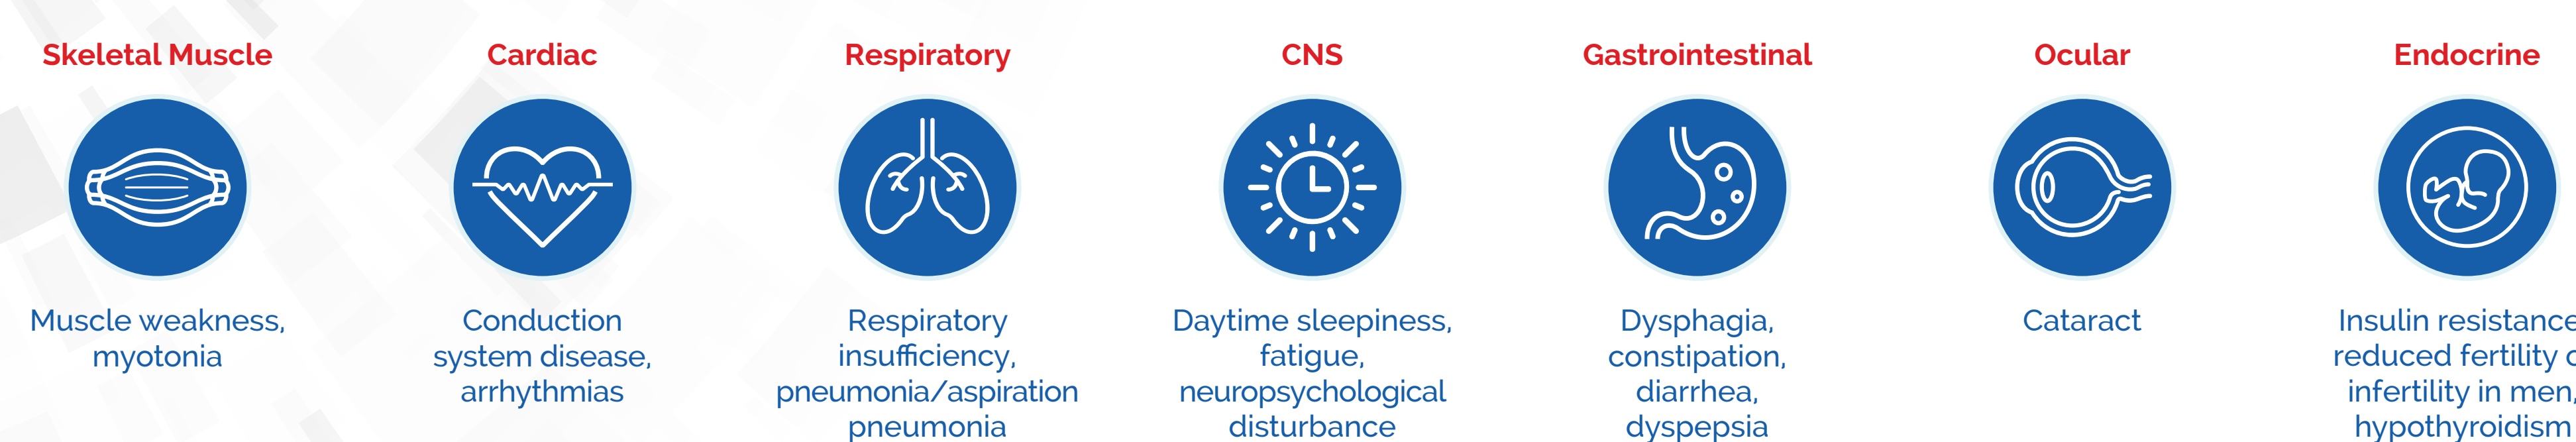 Skeletal Muscle
Muscle weakness,
myotonia
Cardiac
Conduction
system disease,
arrhythmias
Respiratory
Respiratory
insufficiency,
pneumonia/aspiration
pneumonia
CNS
Daytime sleepiness,
fatigue,
neuropsychological
disturbance
Gastrointestinal
Dysphagia,
constipation,
diarrhea,
dyspepsia
Ocular
Cataract
Endocrine
Insulin resistance
reduced fertility
infertility in men,
hypothyroidism